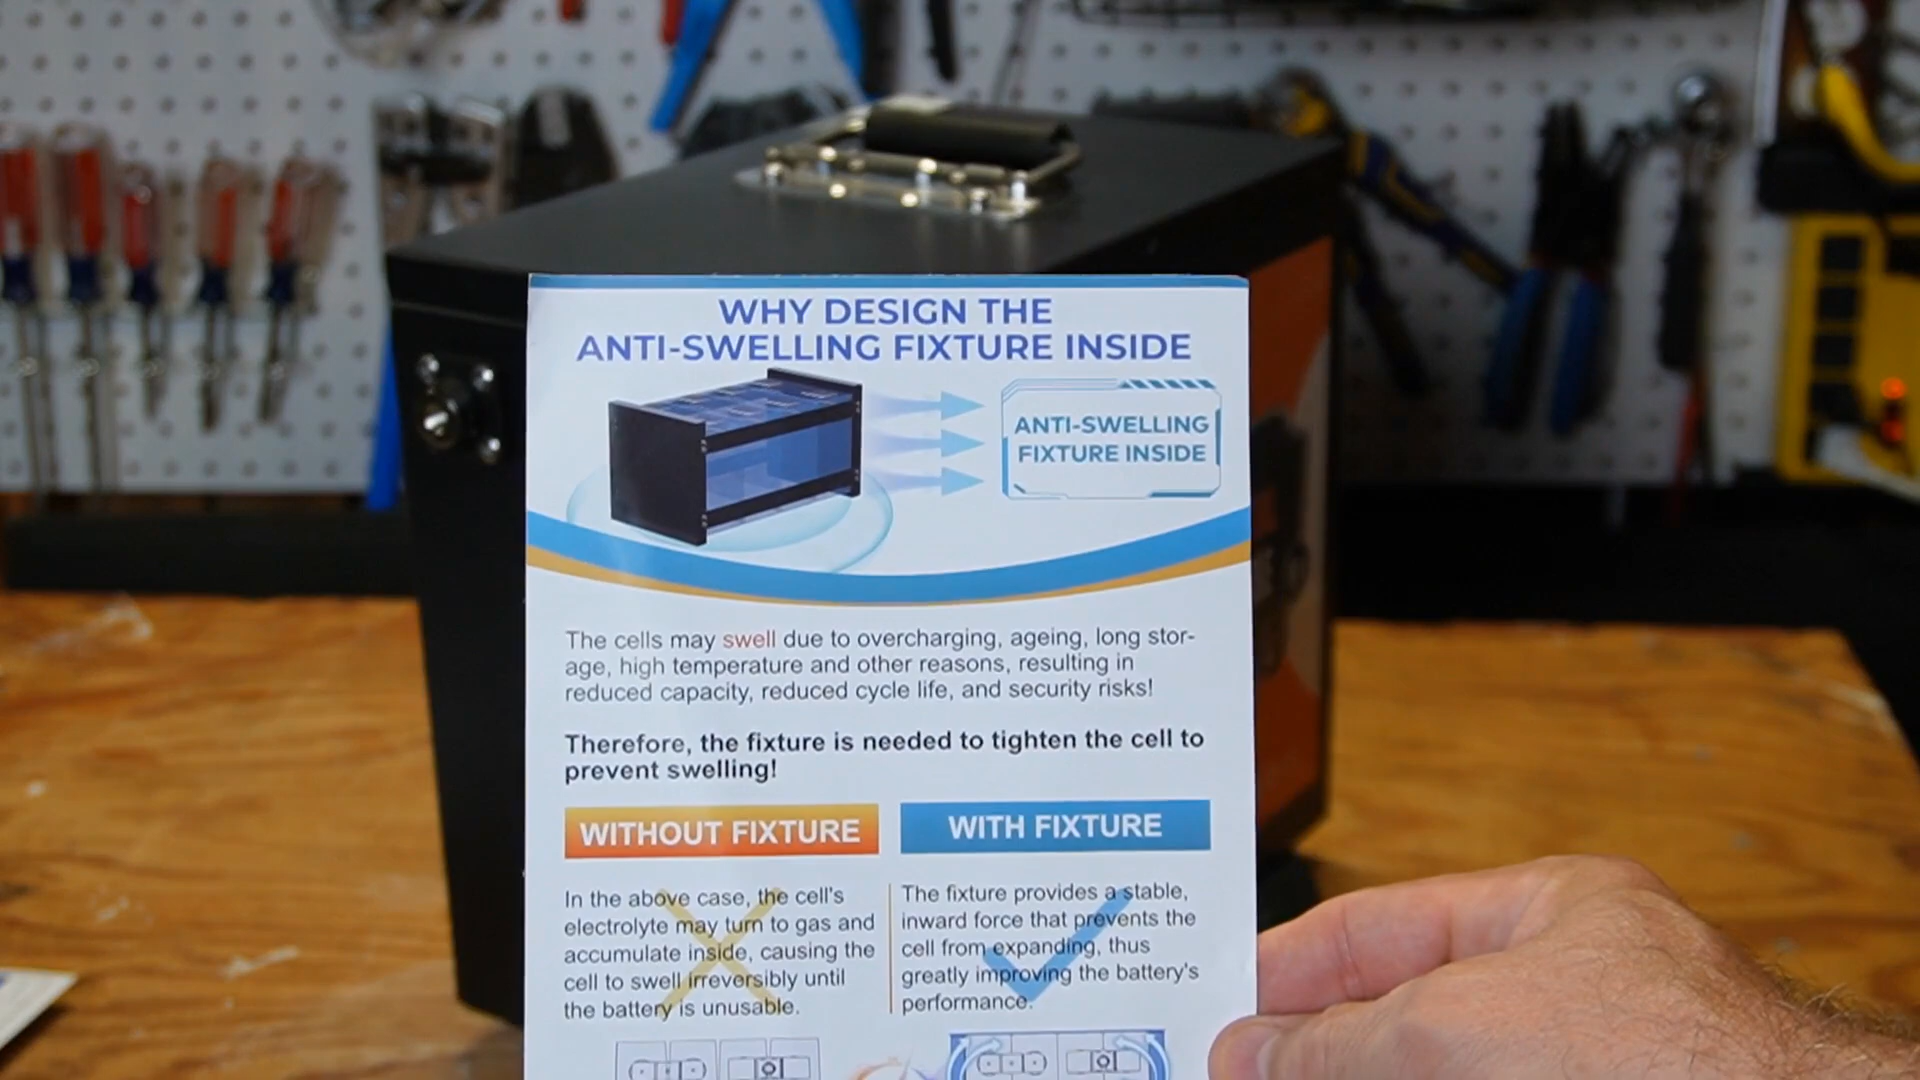 WHY DESIGN THE
ANTI-SWELLING FIXTURE INSIDE
ANTI-SWELLING
FIXTURE INSIDE
The cells may swell due to overcharging, ageing, long stor-
age, high temperature and other reasons, resulting in
reduced capacity, reduced cycle life, and security risks!
Therefore, the fixture is needed to tighten the cell to
prevent swelling!
WITHOUT FIXTURE
In the above case, the cell's
electrolyte may turn to gas and
accumulate inside, causing the
cell to swell irreversibly until
the battery is unusable.
WITH FIXTURE
The fixture provides a stable,
inward force that prevents the
cell from expanding, thus
greatly improving the battery's
performance.